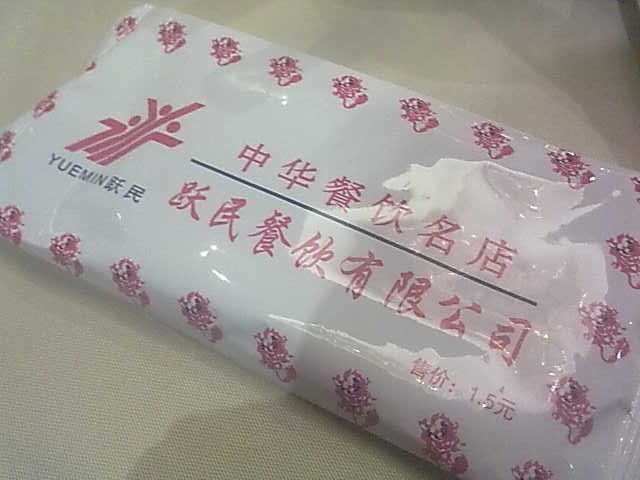 YUEMIN跃民
中华餐饮名店
跃民餐饮有限公司
售价：1.5元